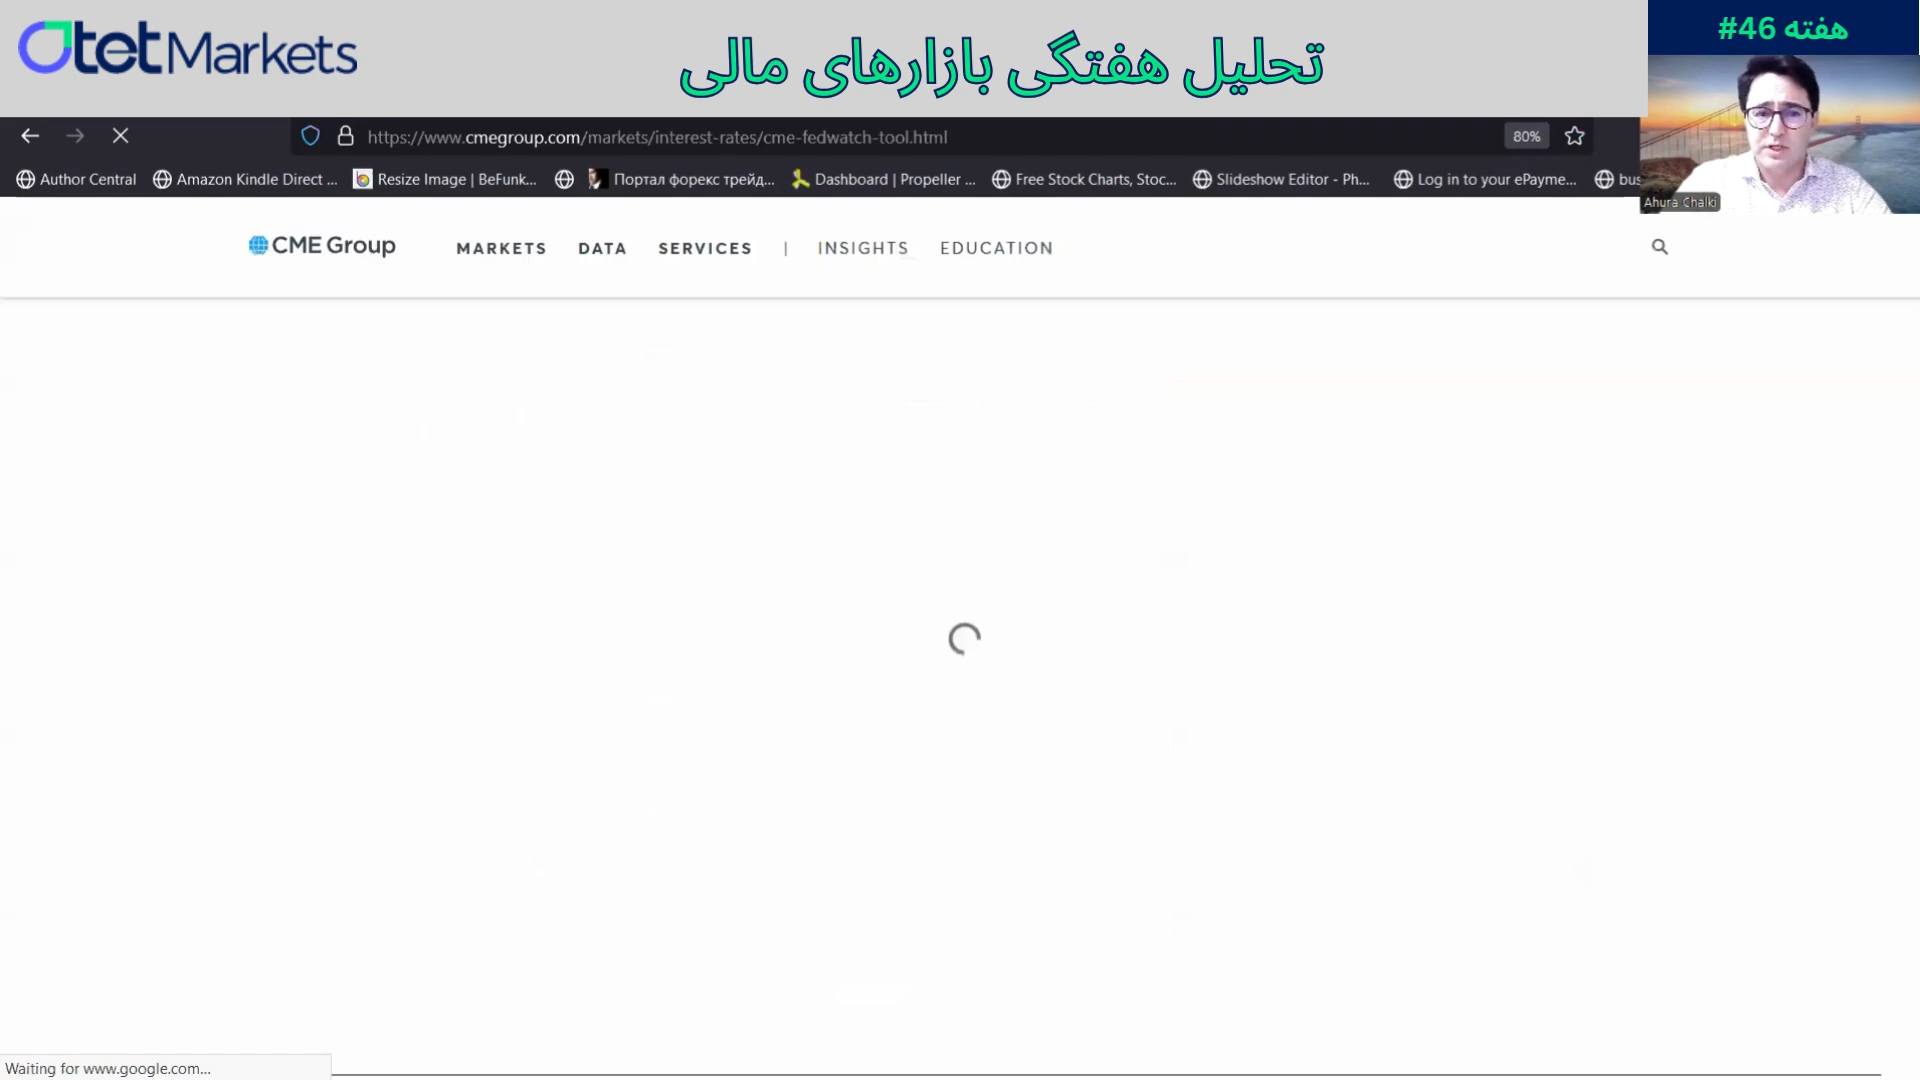 Otet Markets
تحلیل هفتگی بازارهای مالی
هفته 46#
https://www.cmegroup.com/markets/interest-rates/cme-fedwatch-tool.html
80%
Author Central
Amazon Kindle Direct ...
Resize Image | BeFunk...
Портал форекс трейд...
Dashboard | Propeller ...
Free Stock Charts, Stoc...
Slideshow Editor - Ph...
Log in to your ePayme...
bus
Ahura Chalki
CME Group
MARKETS DATA SERVICES | INSIGHTS EDUCATION
Waiting for www.google.com...